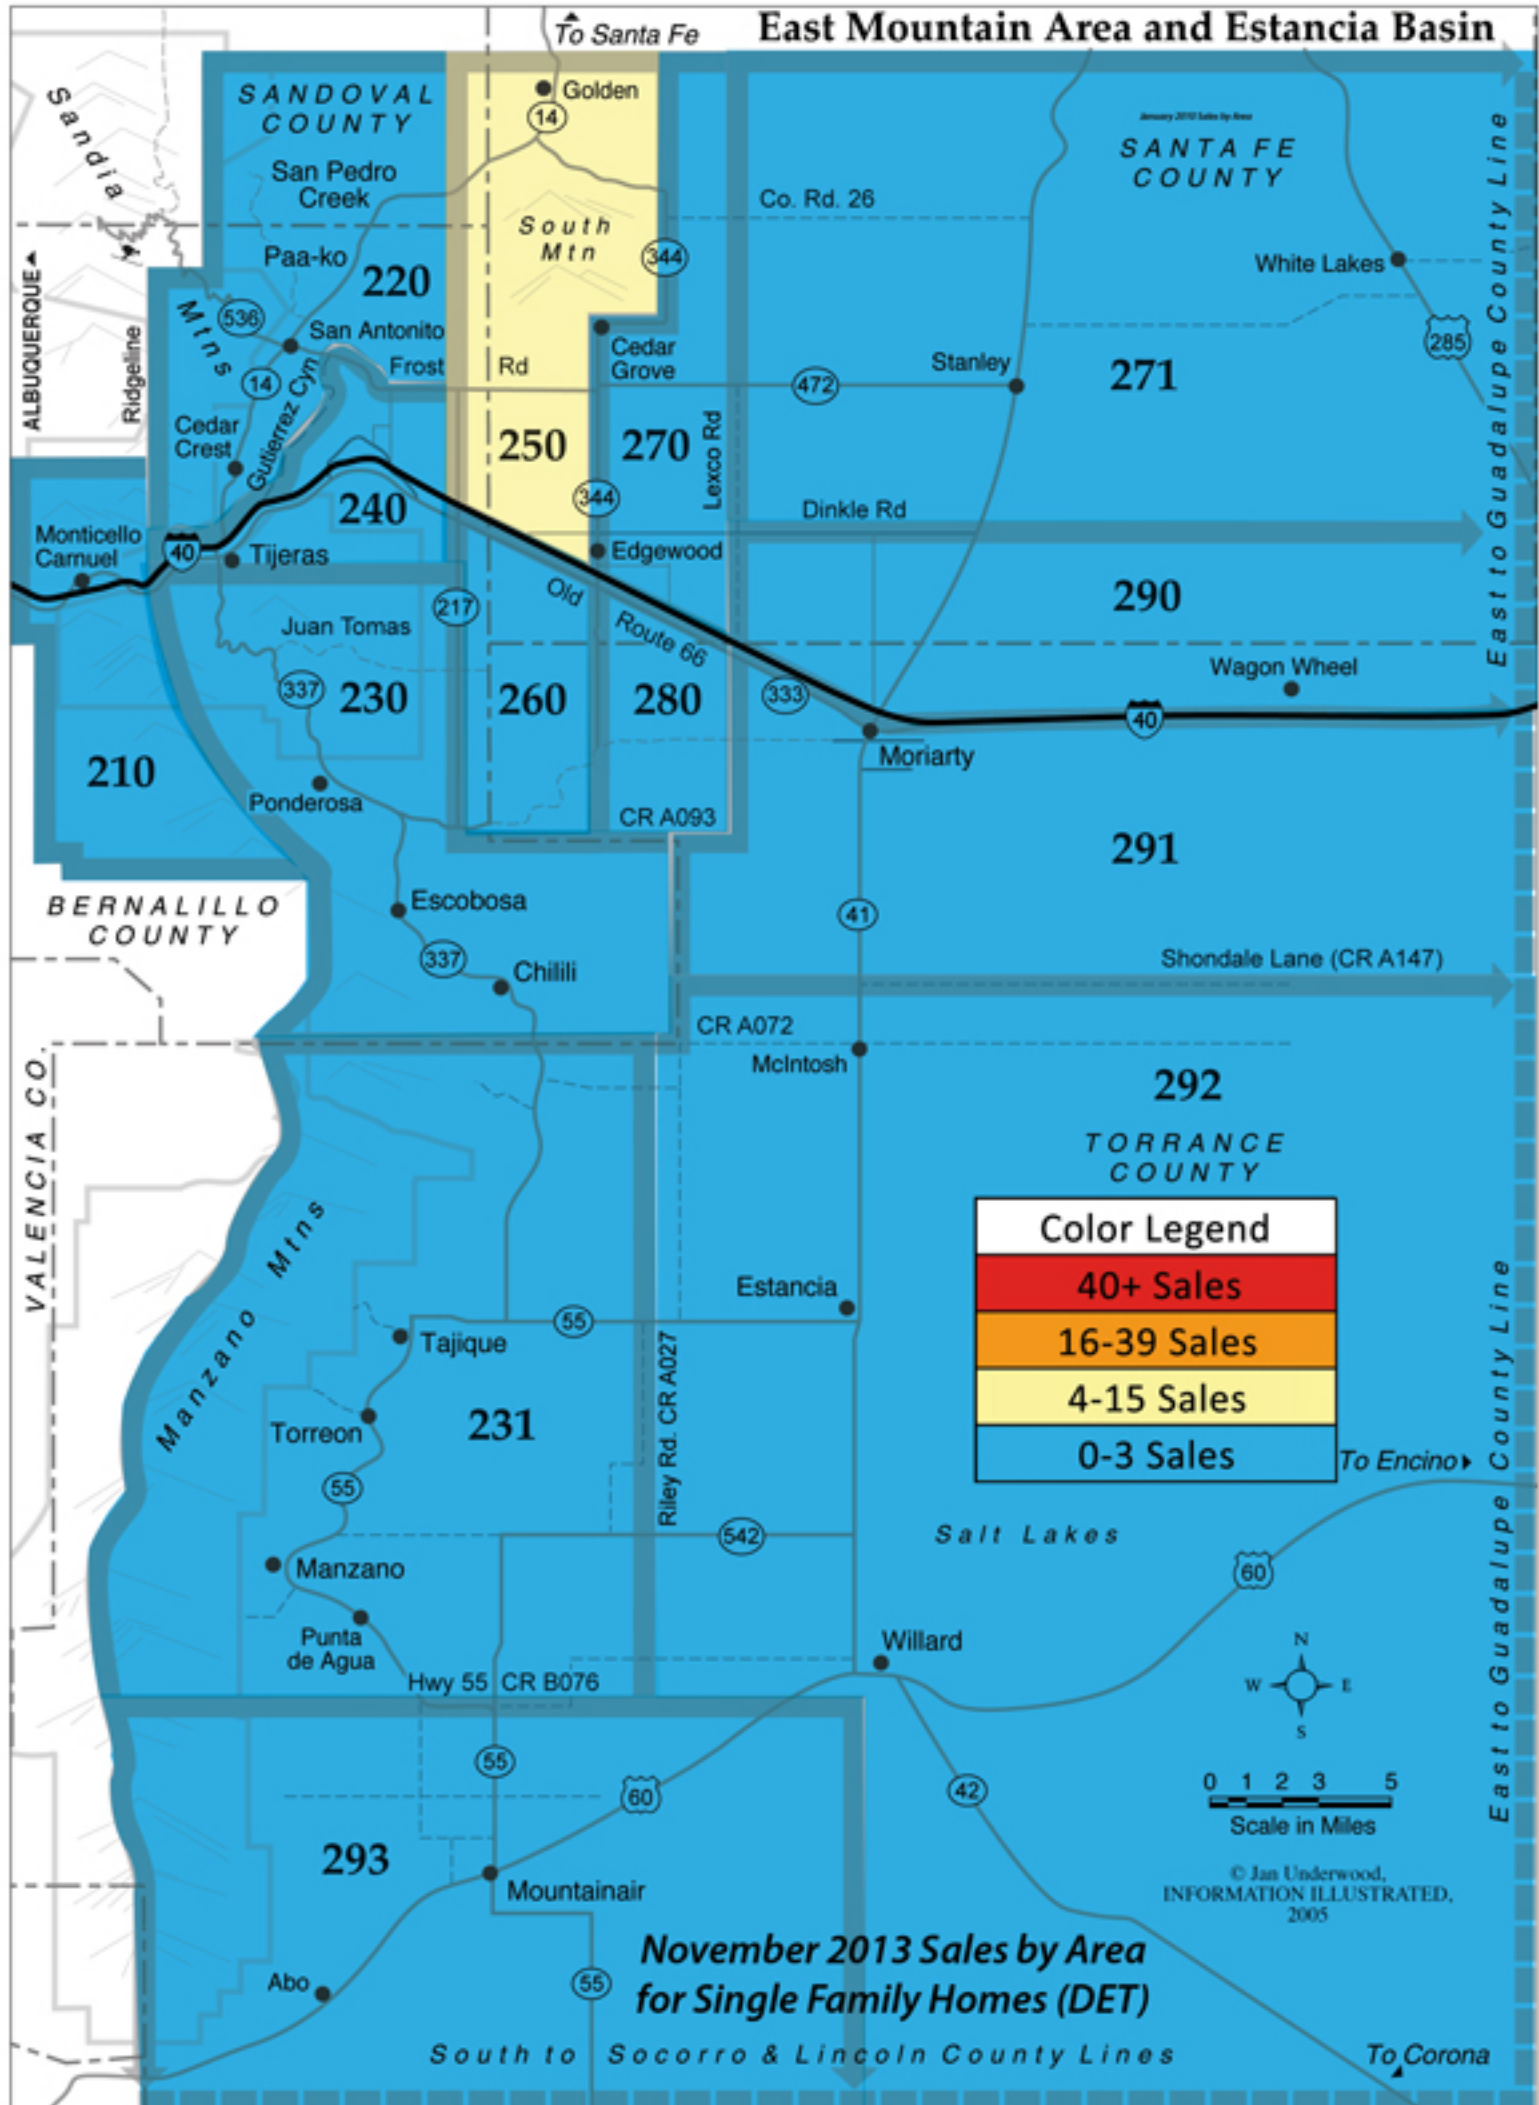 To Santa Fe
East Mountain Area and Estancia Basin
SANDOVAL
COUNTY
Golden
14
January 2010 Sales by Area
SANTA FE
COUNTY
Sandia
Mtns
San Pedro
Creek
Co. Rd. 26
South
Mtn
344
Paa-ko
220
White Lakes
ALBUQUERQUE
Ridgeline
536
San Antonito
Cedar
Grove
285
Frost
Rd
472
Stanley
271
14
Gutierrez Cyn
Cedar
Crest
250
270
Lexco Rd
East to Guadalupe County Line
344
240
Dinkle Rd
Monticello
Carnuel
40
Tijeras
Edgewood
Old
Route 66
290
217
Juan Tomas
337
230
260
280
333
Wagon Wheel
40
210
Moriarty
Ponderosa
CR A093
291
BERNALILLO
COUNTY
Escobosa
41
337
Chilili
Shondale Lane (CR A147)
CR A072
McIntosh
292
VALENCIA CO.
TORRANCE
COUNTY
Color Legend
40+ Sales
16-39 Sales
4-15 Sales
0-3 Sales
Manzano Mtns
Estancia
55
Tajique
Riley Rd. CR A027
East to Guadalupe County Line
Torreon
231
To Encino
55
542
Salt Lakes
60
Manzano
Punta
de Agua
Willard
N
W E
S
Hwy 55
CR B076
55
60
42
0 1 2 3 5
Scale in Miles
293
© Jan Underwood,
INFORMATION ILLUSTRATED,
2005
Mountainair
November 2013 Sales by Area
for Single Family Homes (DET)
Abo
55
South to Socorro & Lincoln County Lines
To Corona